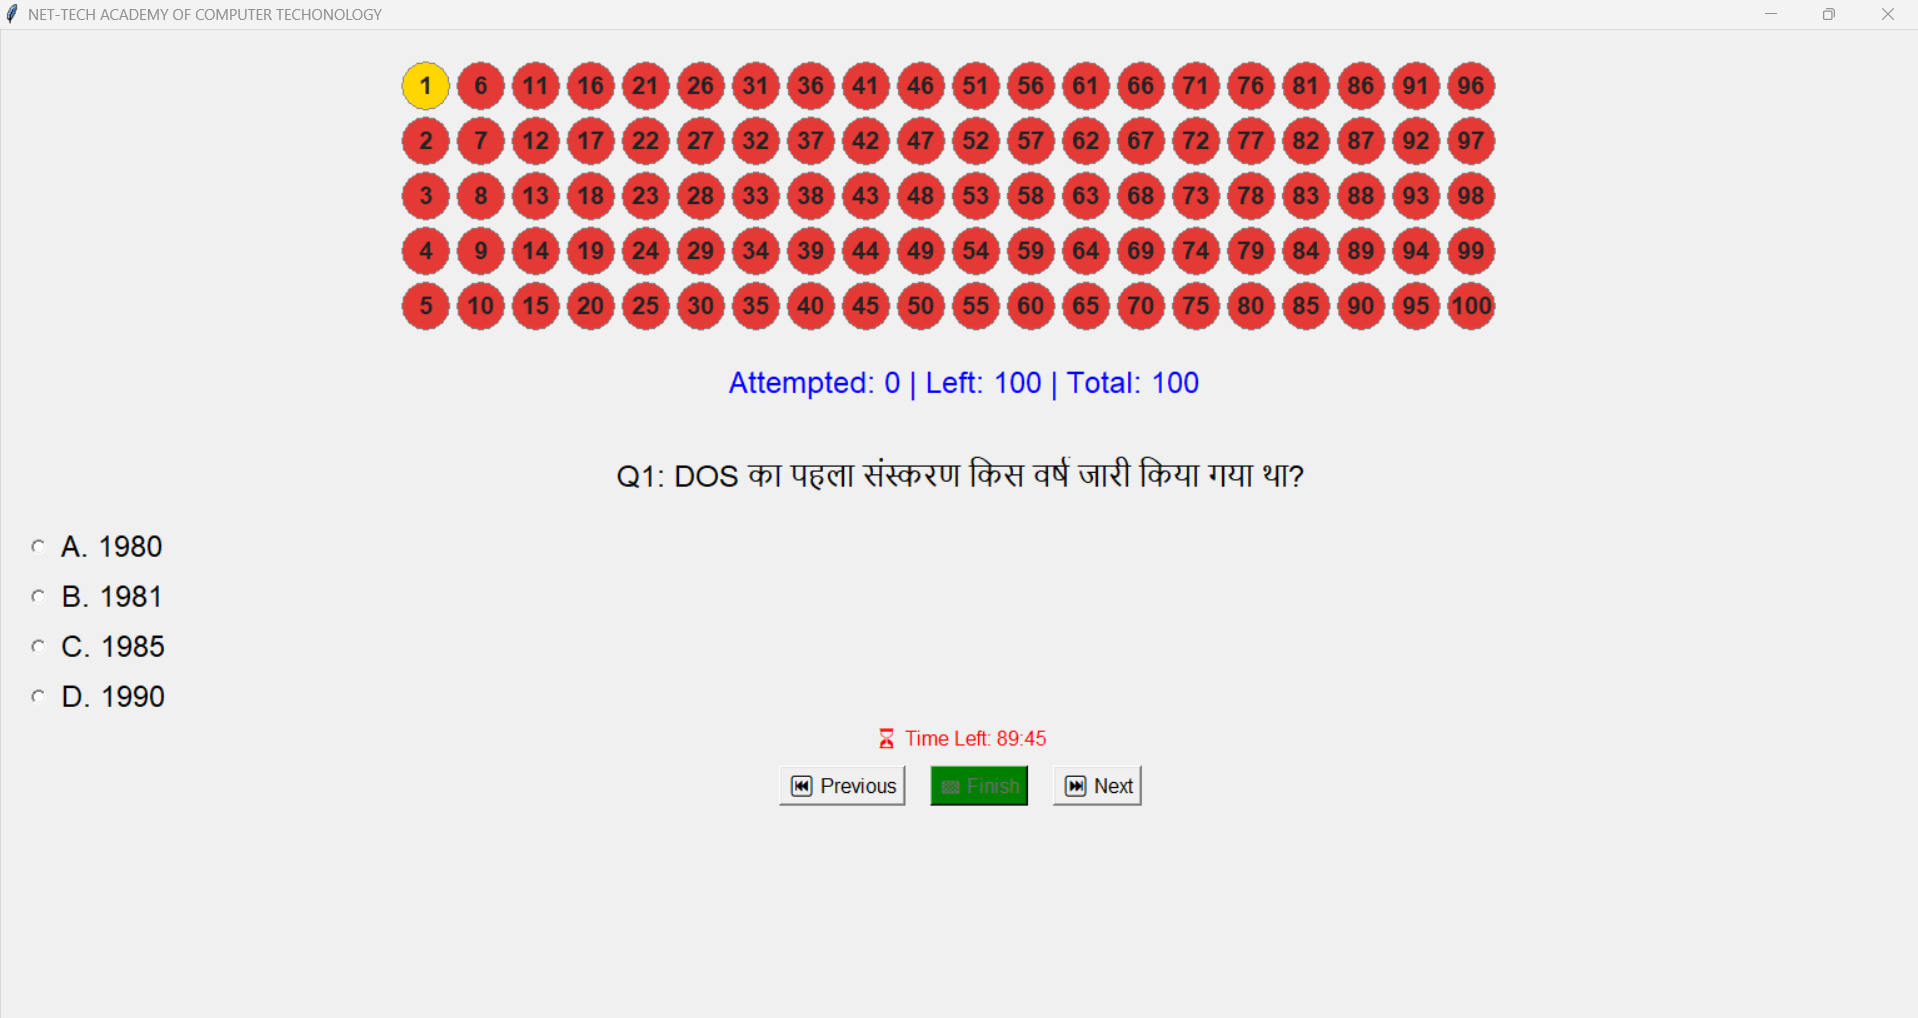 NET-TECH ACADEMY OF COMPUTER TECHONOLOGY
1 6 11 16 21 26 31 36 41 46 51 56 61 66 71 76 81 86 91 96
2 7 12 17 22 27 32 37 42 47 52 57 62 67 72 77 82 87 92 97
3 8 13 18 23 28 33 38 43 48 53 58 63 68 73 78 83 88 93 98
4 9 14 19 24 29 34 39 44 49 54 59 64 69 74 79 84 89 94 99
5 10 15 20 25 30 35 40 45 50 55 60 65 70 75 80 85 90 95 100
Attempted: 0 | Left: 100 | Total: 100
Q1: DOS का पहला संस्करण किस वर्ष जारी किया गया था?
A. 1980
B. 1981
C. 1985
D. 1990
Time Left: 89:45
Previous Finish Next